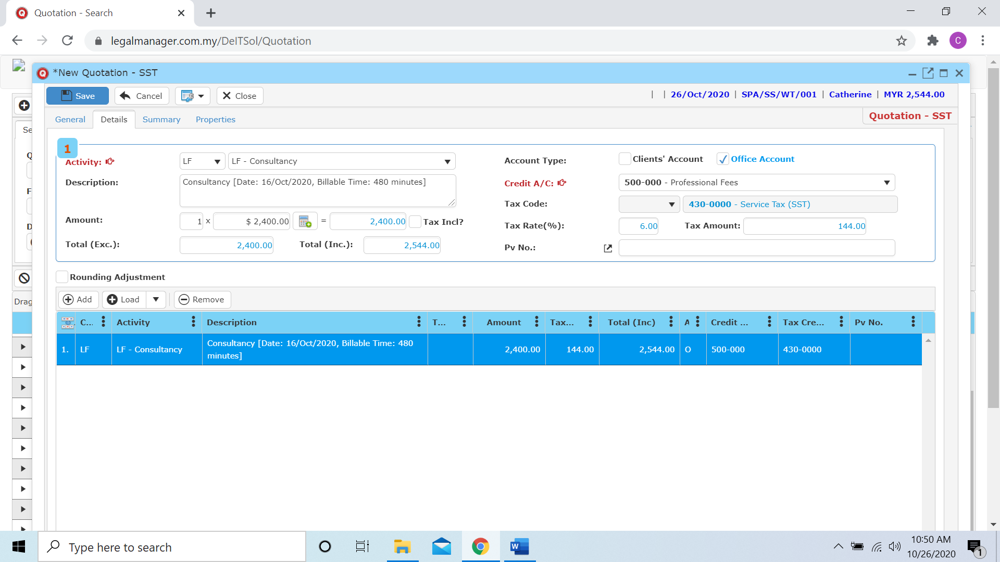 Quotation - Search
legalmanager.com.my/DeITSol/Quotation
C
*New Quotation - SST
Save Cancel Close
| | 26/Oct/2020 | SPA/SS/WT/001 | Catherine | MYR 2,544.00
General Details Summary Properties
Quotation - SST
Se
1
Activity: LF LF - Consultancy
Account Type: Clients' Account Office Account
Description: Consultancy [Date: 16/Oct/2020, Billable Time: 480 minutes]
Credit A/C: 500-000 - Professional Fees
Tax Code: 430-0000 - Service Tax (SST)
Amount: 1 x $ 2,400.00 = 2,400.00 Tax Incl?
Tax Rate(%): 6.00 Tax Amount: 144.00
Total (Exc.): 2,400.00 Total (Inc.): 2,544.00
Pv No.:
Q
F
D
Rounding Adjustment
Add Load Remove
Drag
C... Activity Description T... Amount Tax... Total (Inc) A Credit ... Tax Cre... Pv No.
1. LF LF - Consultancy Consultancy [Date: 16/Oct/2020, Billable Time: 480 2,400.00 144.00 2,544.00 O 500-000 430-0000
minutes]
Type here to search
W
10:50 AM
10/26/2020
1